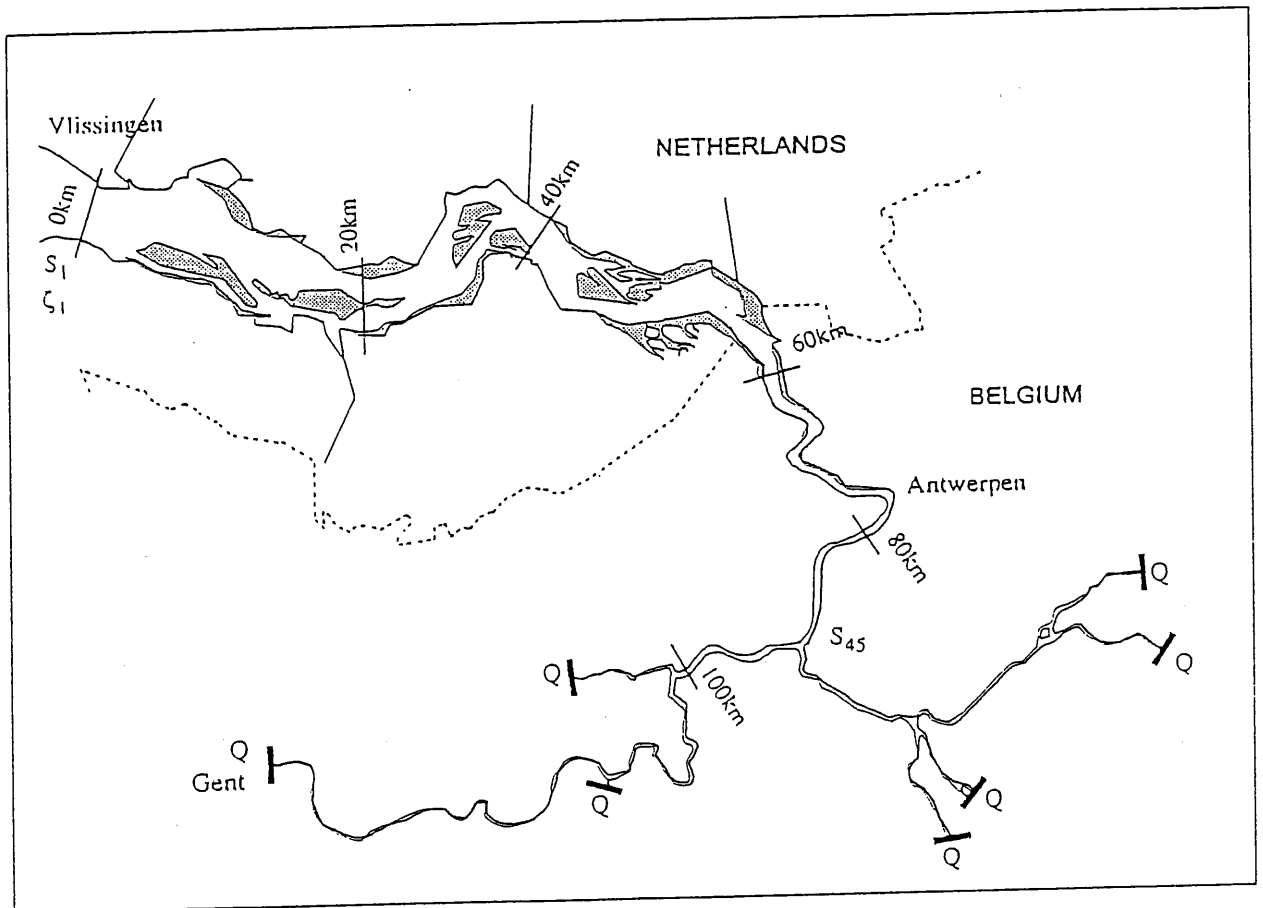 Vlissingen
NETHERLANDS
0km
20km
40km
S₁
ζ₁
60km
BELGIUM
Antwerpen
80km
Q
S₄₅
Q
Q
100km
Q
Gent
Q
Q
Q